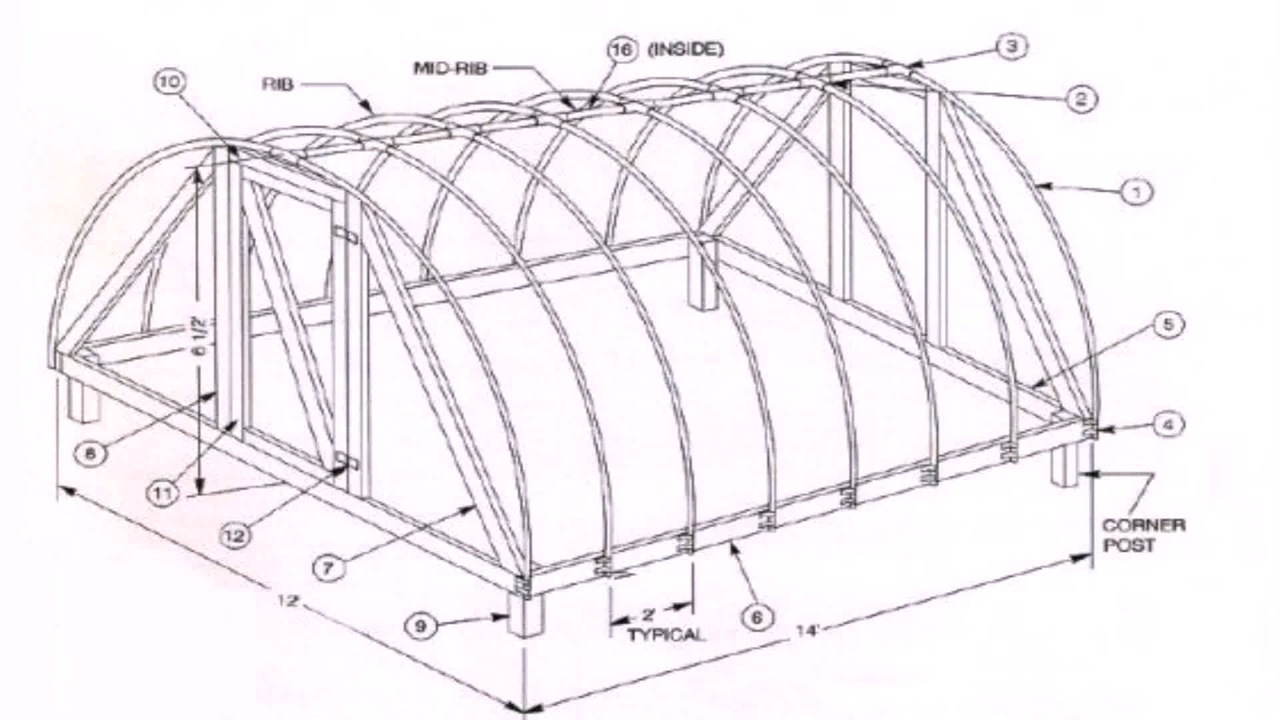 3
16 (INSIDE)
MID-RIB
10
RIB
2
1
5
6 1/2'
4
8
11
12
CORNER
POST
7
12'
2'
6
9
TYPICAL
14'